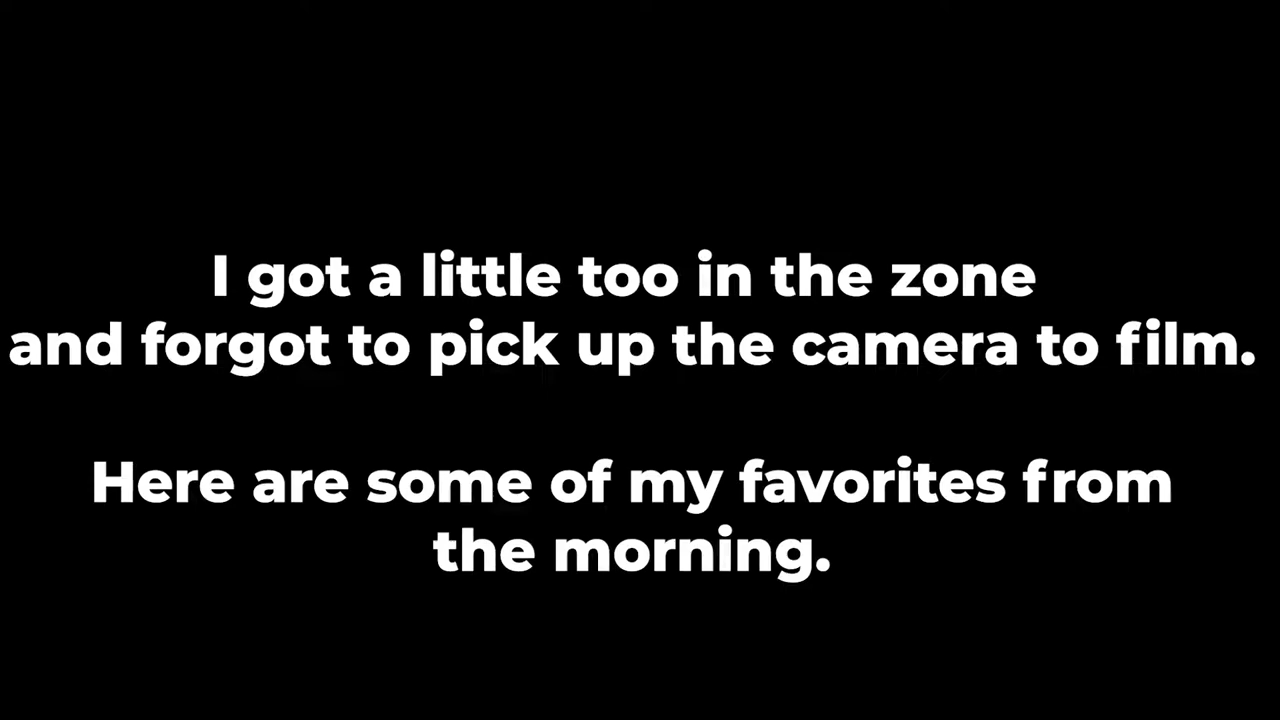 I got a little too in the zone
and forgot to pick up the camera to film.
Here are some of my favorites from
the morning.